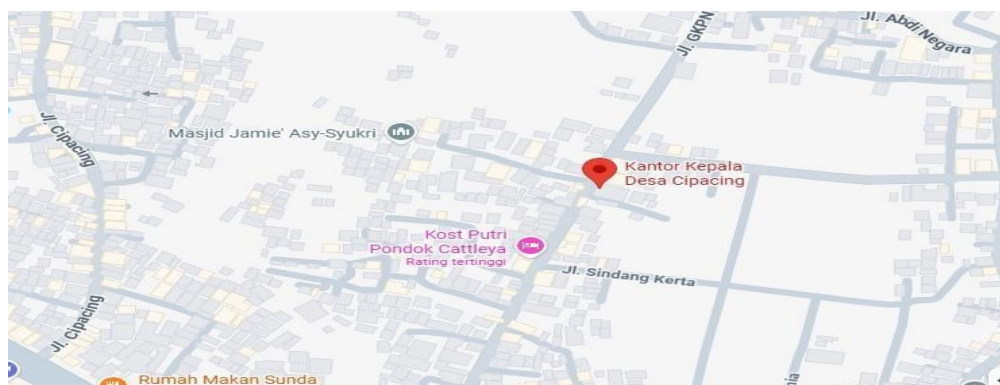 Jl. Abdi Negara
Jl. GKPN
Jl. Cipacing
Masjid Jamie' Asy-Syukri
Kantor Kepala
Desa Cipacing
Kost Putri
Pondok Cattleya
Rating tertinggi
Jl. Sindang Kerta
Jl. Cipacing
Rumah Makan Sunda